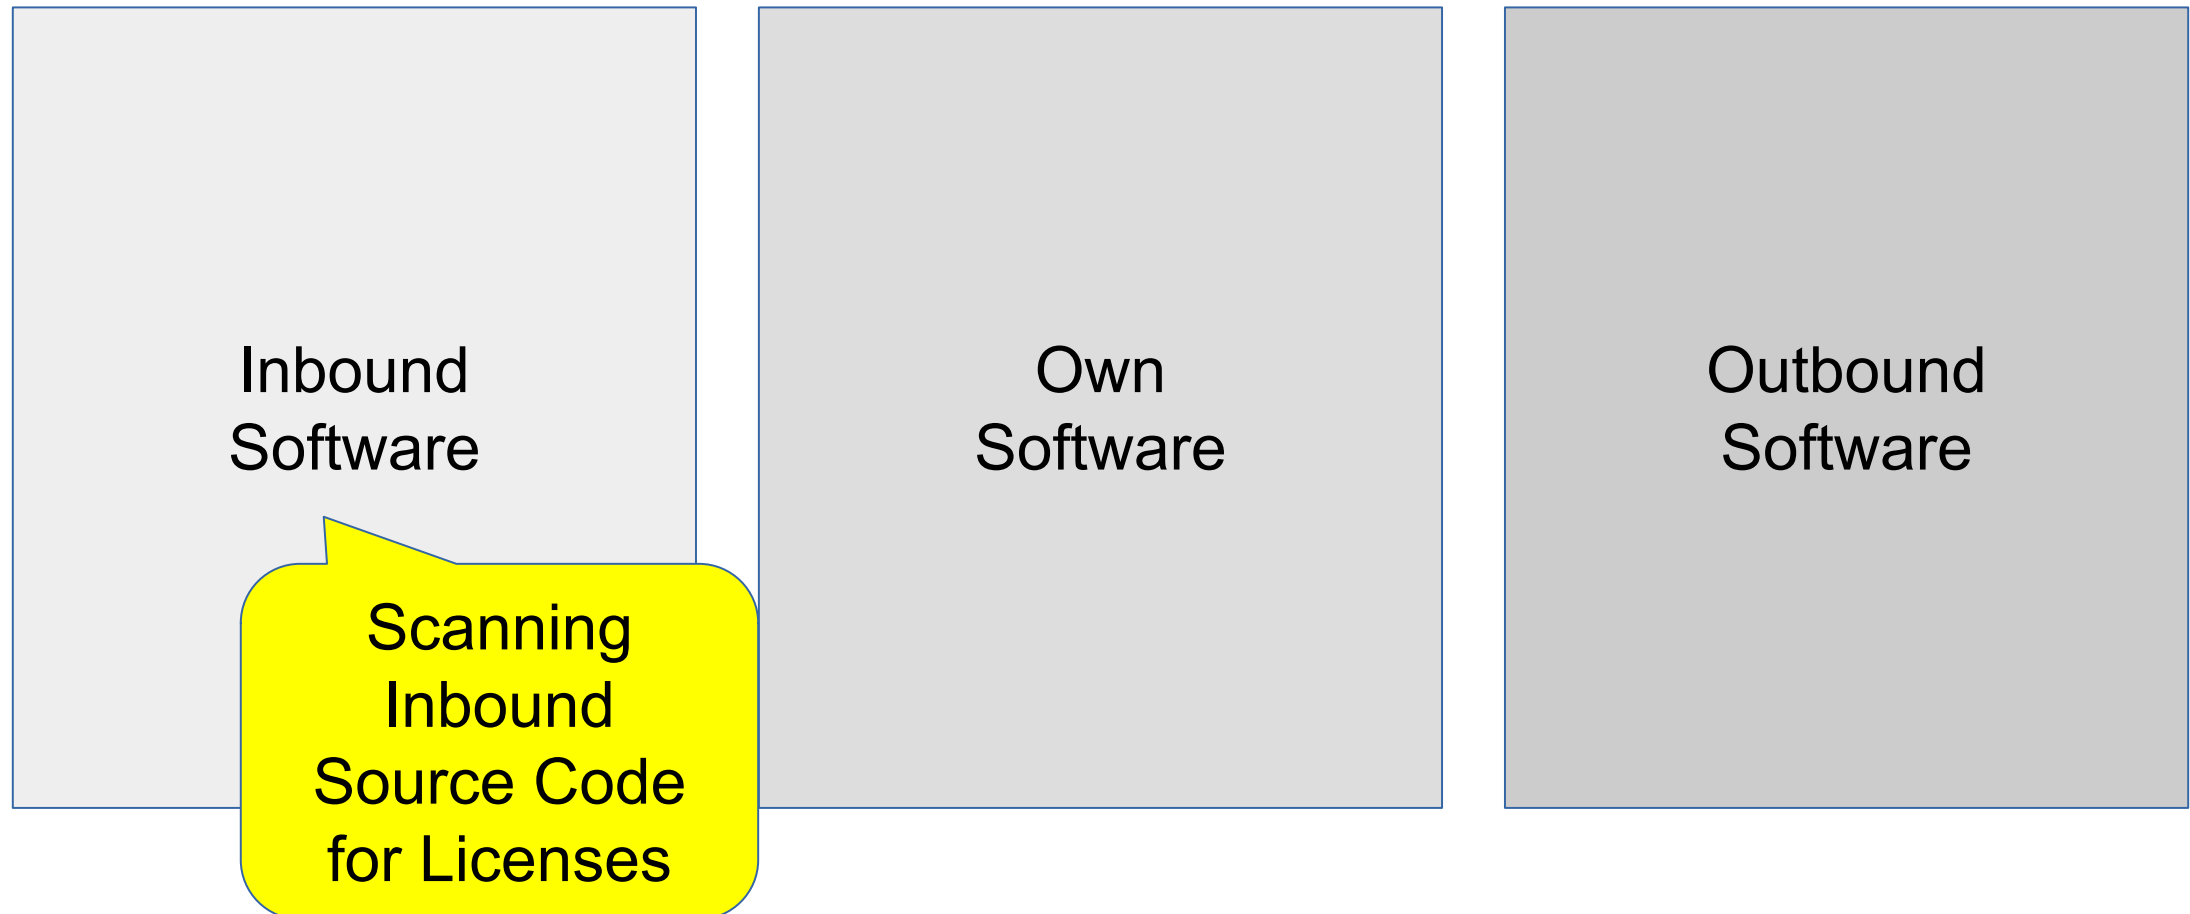 Inbound
Software
Own
Software
Outbound
Software
Scanning
Inbound
Source Code
for Licenses